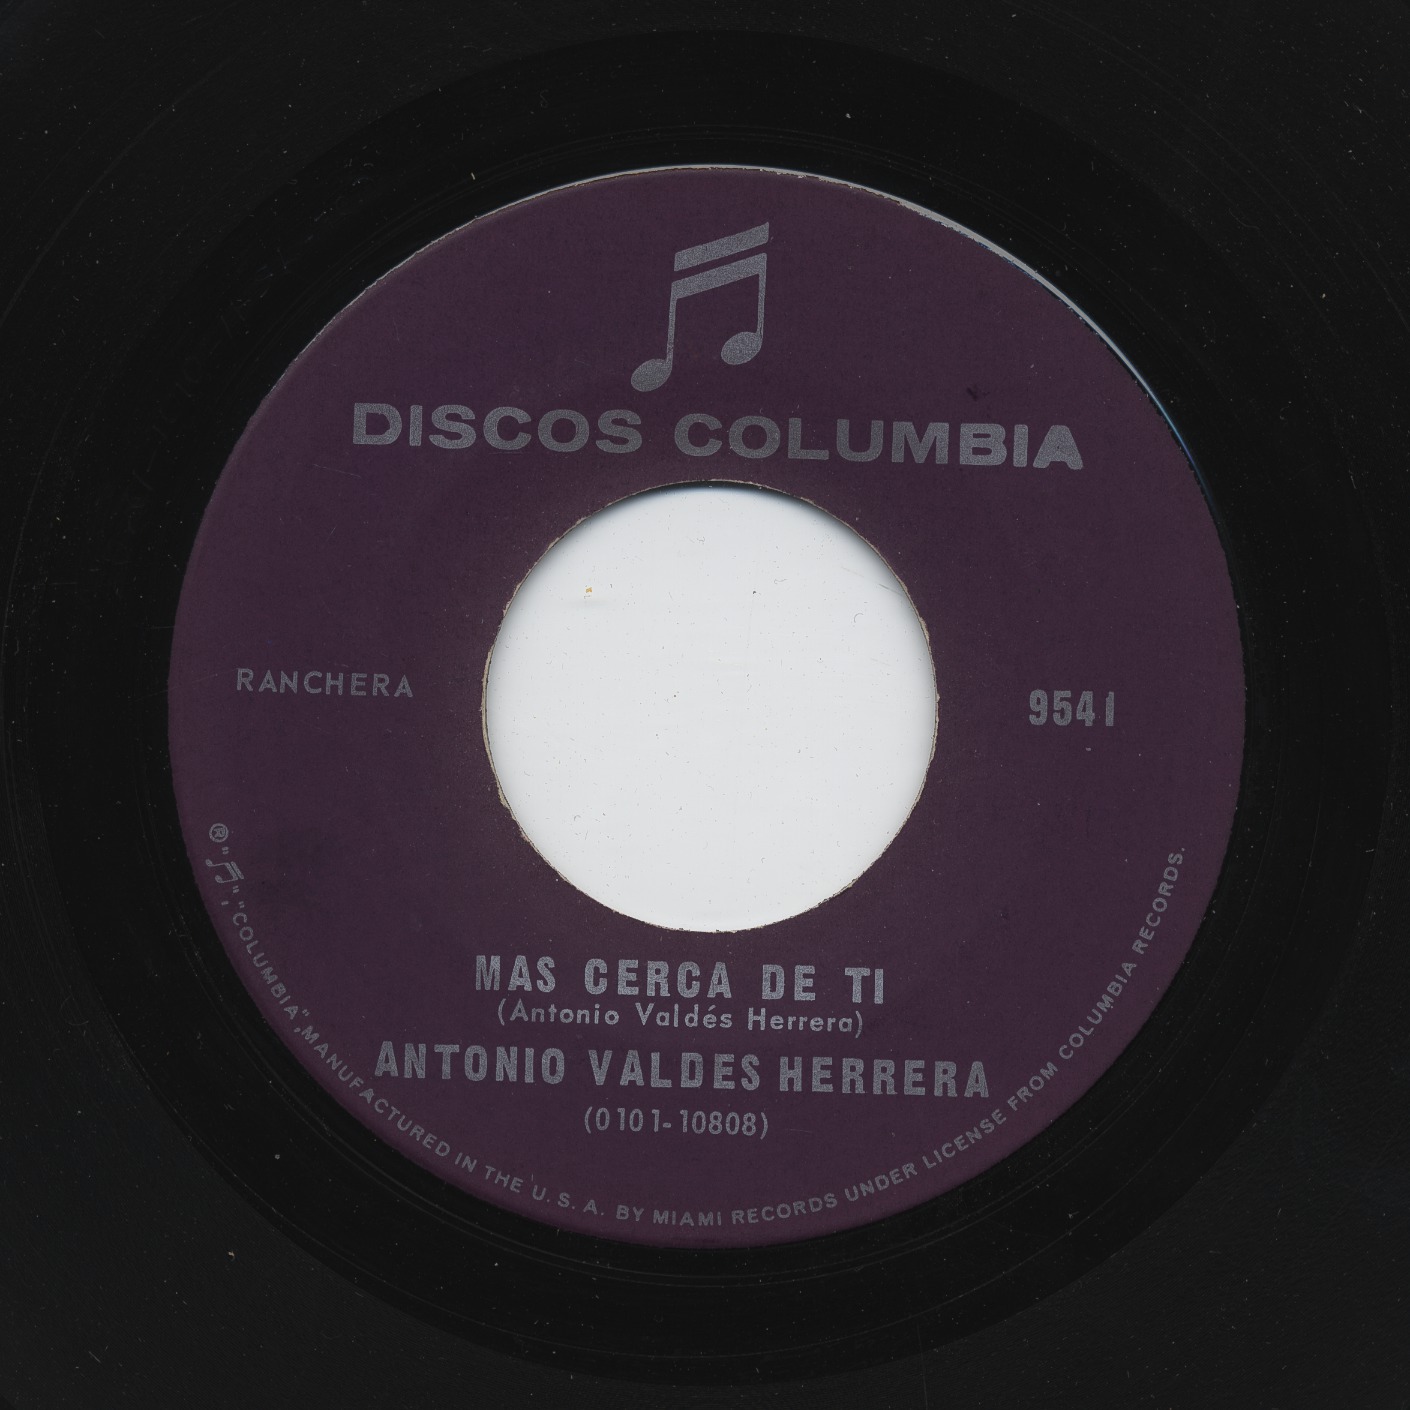 DISCOS COLUMBIA
RANCHERA
9541
MAS CERCA DE TI
(Antonio Valdés Herrera)
ANTONIO VALDES HERRERA
(0101-10808)
"♫", "COLUMBIA", MANUFACTURED IN THE U. S. A. BY MIAMI RECORDS UNDER LICENSE FROM COLUMBIA RECORDS.